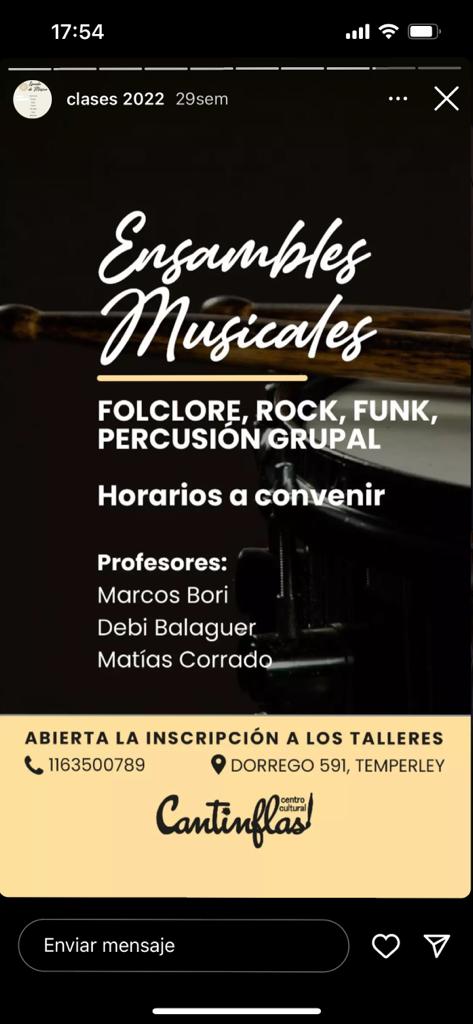 17:54
clases 2022 29sem
Ensambles
Musicales
FOLCLORE, ROCK, FUNK,
PERCUSIÓN GRUPAL
Horarios a convenir
Profesores:
Marcos Bori
Debi Balaguer
Matías Corrado
ABIERTA LA INSCRIPCIÓN A LOS TALLERES
1163500789 DORREGO 591, TEMPERLEY
Cantinflas!
centro
cultural
Enviar mensaje